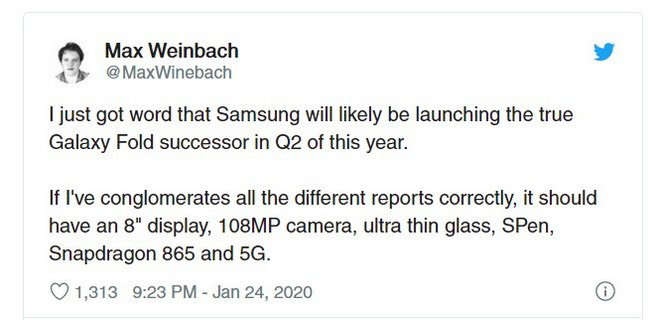 Max Weinbach
@MaxWinebach
I just got word that Samsung will likely be launching the true
Galaxy Fold successor in Q2 of this year.
If I've conglomerates all the different reports correctly, it should
have an 8" display, 108MP camera, ultra thin glass, SPen,
Snapdragon 865 and 5G.
1,313 9:23 PM - Jan 24, 2020